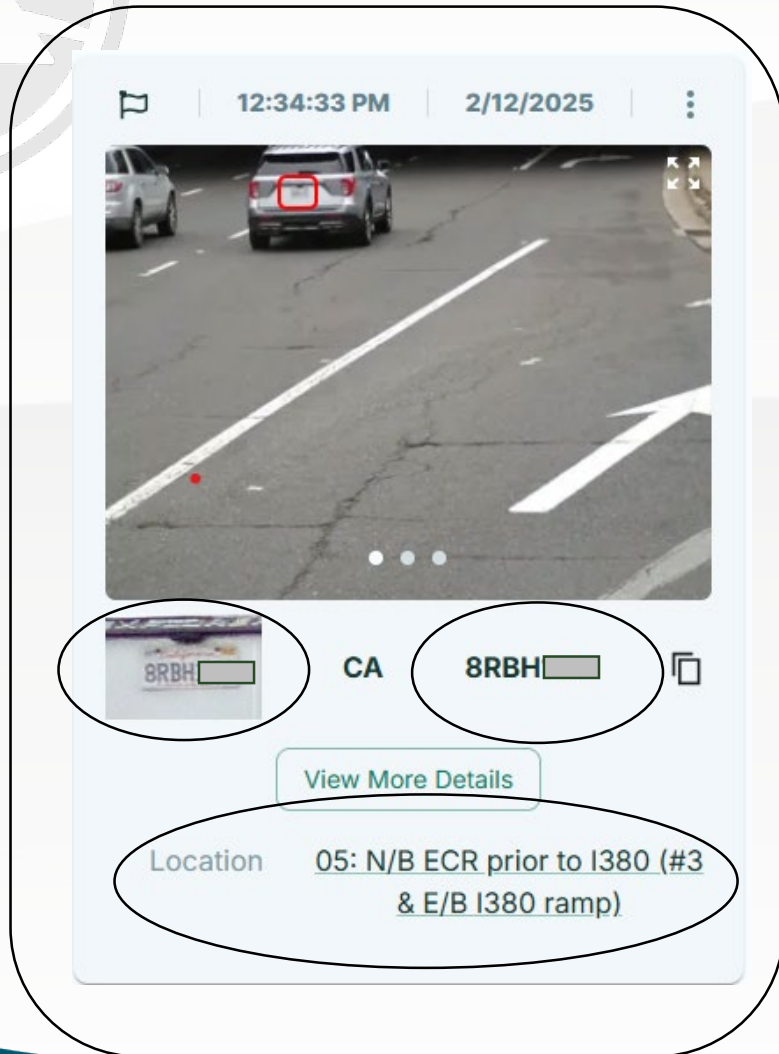 12:34:33 PM 2/12/2025
California
8RBH CA 8RBH
View More Details
Location 05: N/B ECR prior to I380 (#3
& E/B I380 ramp)